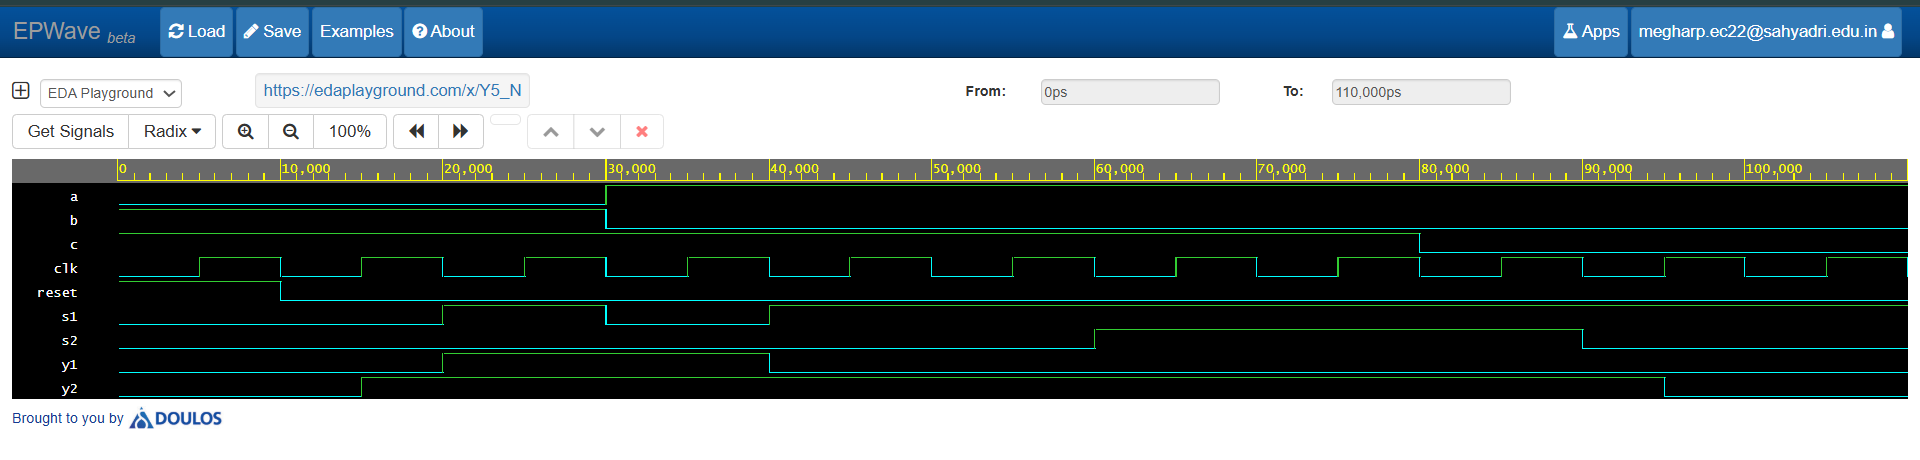 EPWave beta Load Save Examples About Apps megharp.ec22@sahyadri.edu.in
EDA Playground https://edaplayground.com/x/Y5_N From: 0ps To: 110,000ps
Get Signals Radix 100%
0 10,000 20,000 30,000 40,000 50,000 60,000 70,000 80,000 90,000 100,000
a
b
c
clk
reset
s1
s2
y1
y2
Brought to you by DOULOS